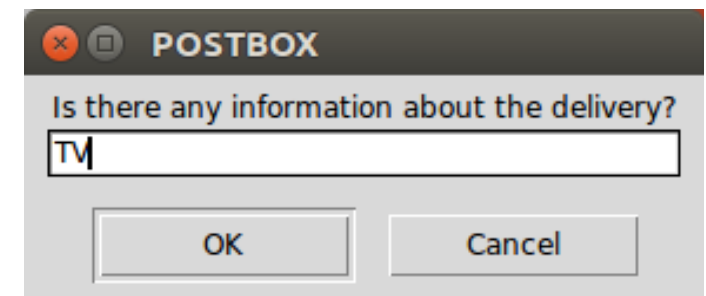 POSTBOX
Is there any information about the delivery?
TV
OK Cancel